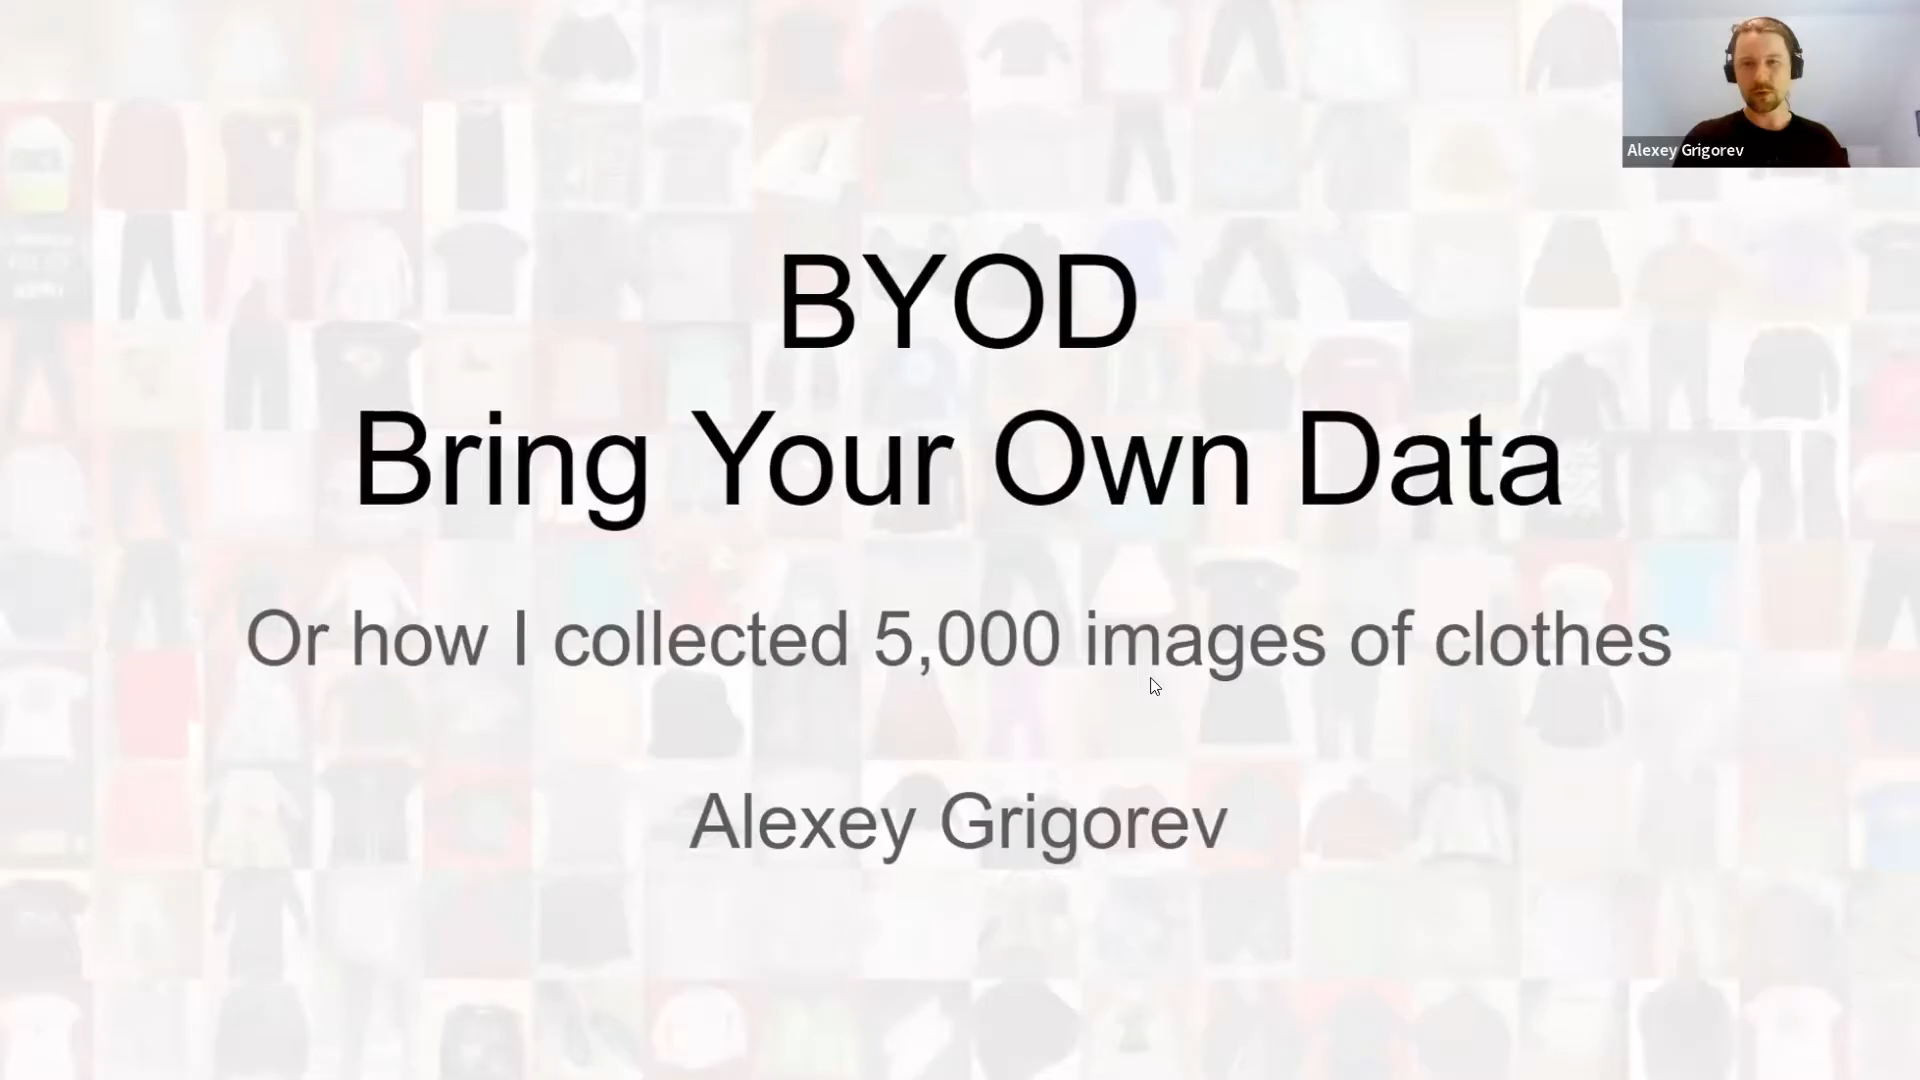 BYOD
Bring Your Own Data
Or how I collected 5,000 images of clothes
Alexey Grigorev
Alexey Grigorev